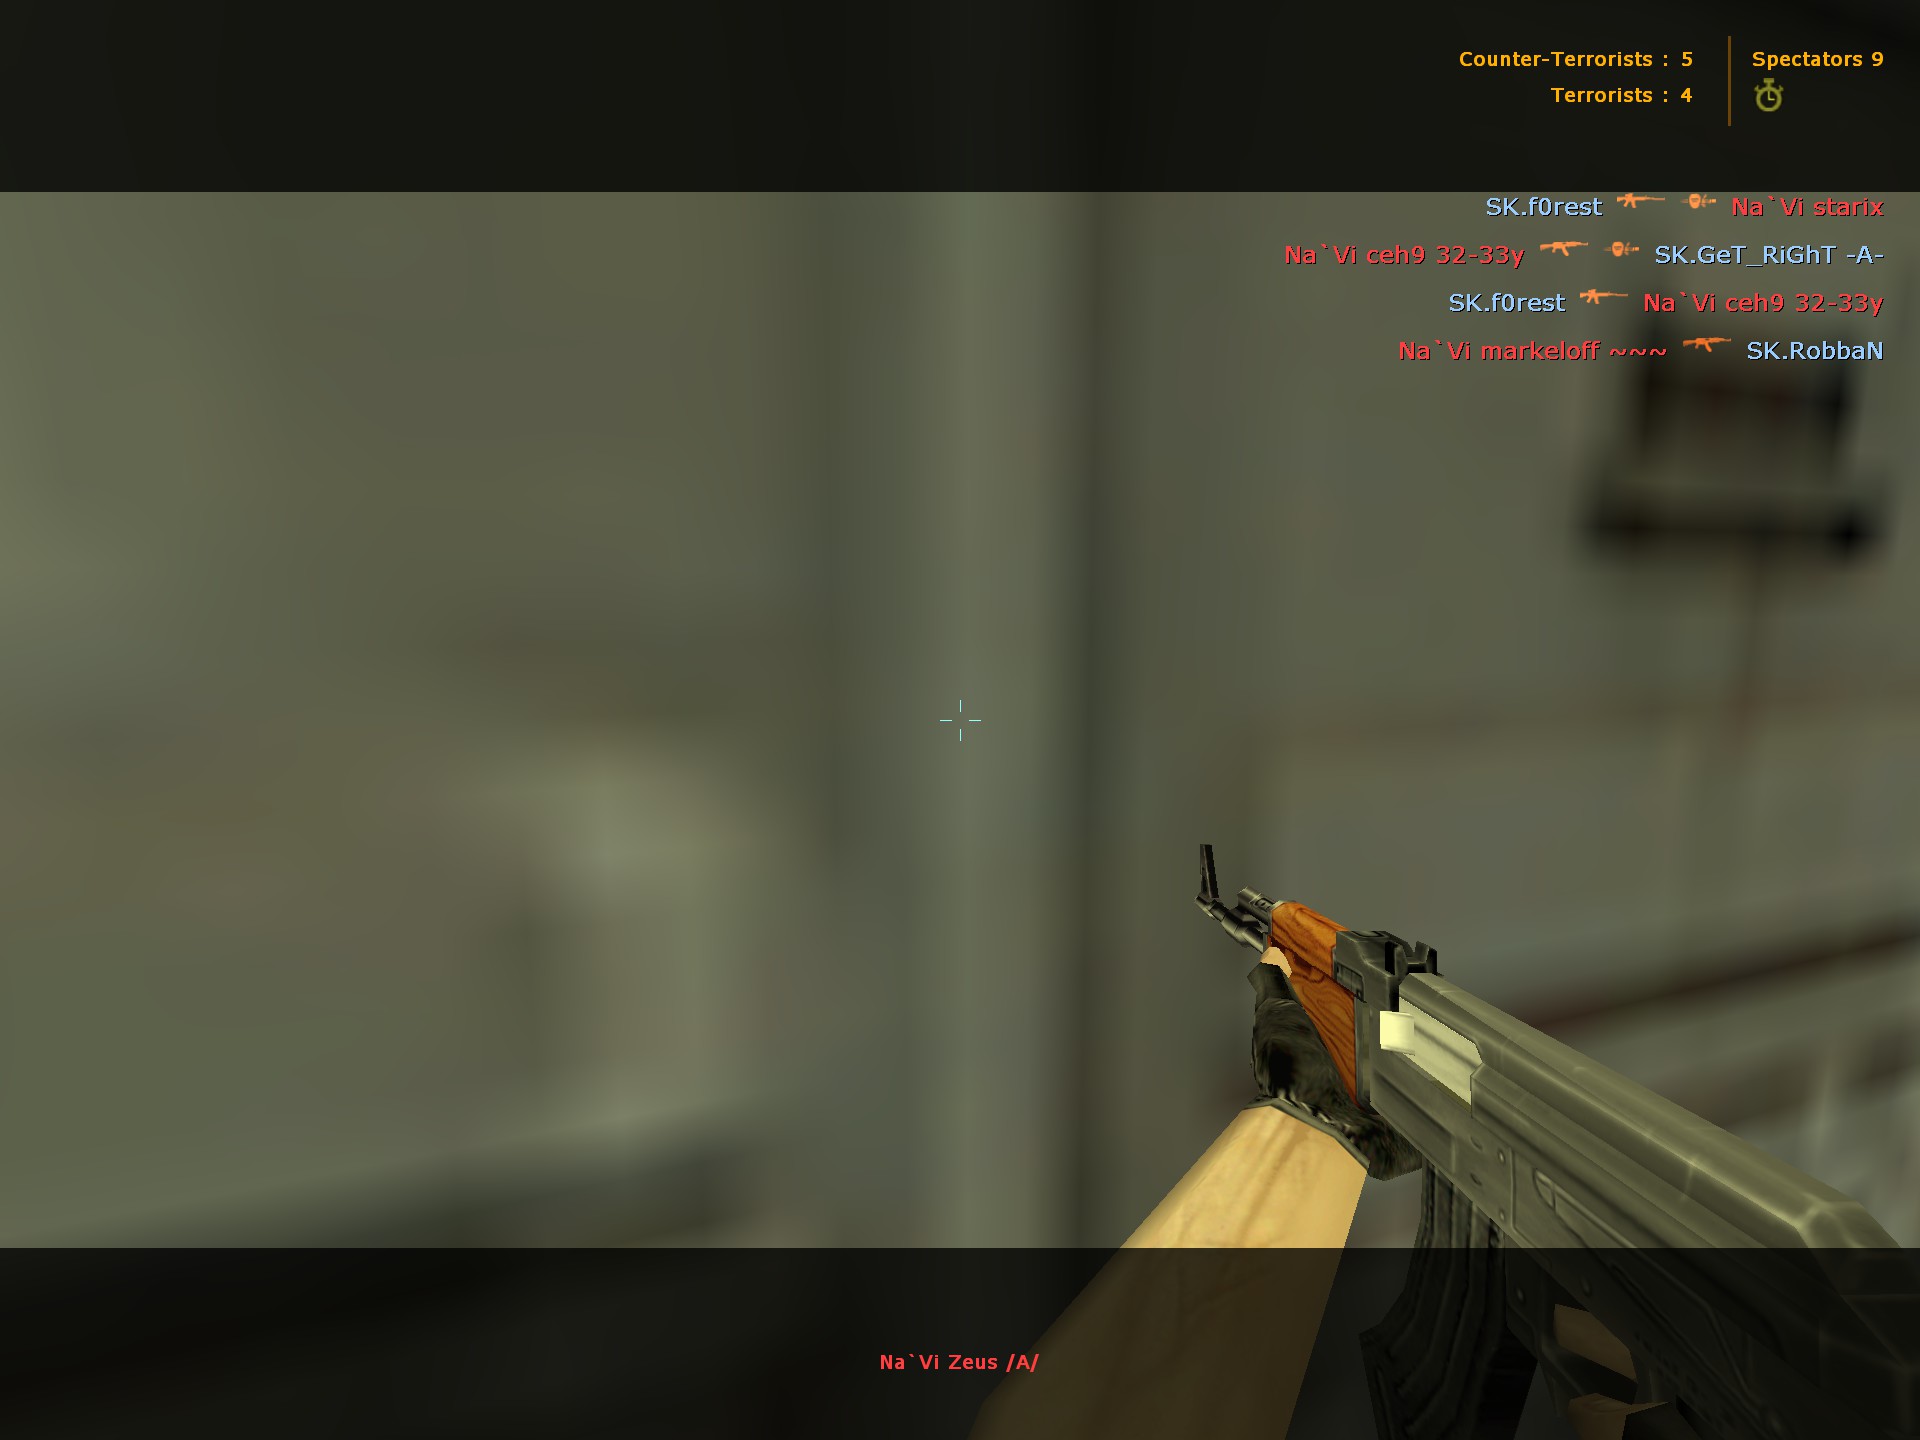 Counter-Terrorists : 5
Terrorists : 4
Spectators 9
SK.f0rest Na`Vi starix
Na`Vi ceh9 32-33y SK.GeT_RiGhT -A-
SK.f0rest Na`Vi ceh9 32-33y
Na`Vi markeloff ~~~ SK.RobbaN
Na`Vi Zeus /A/